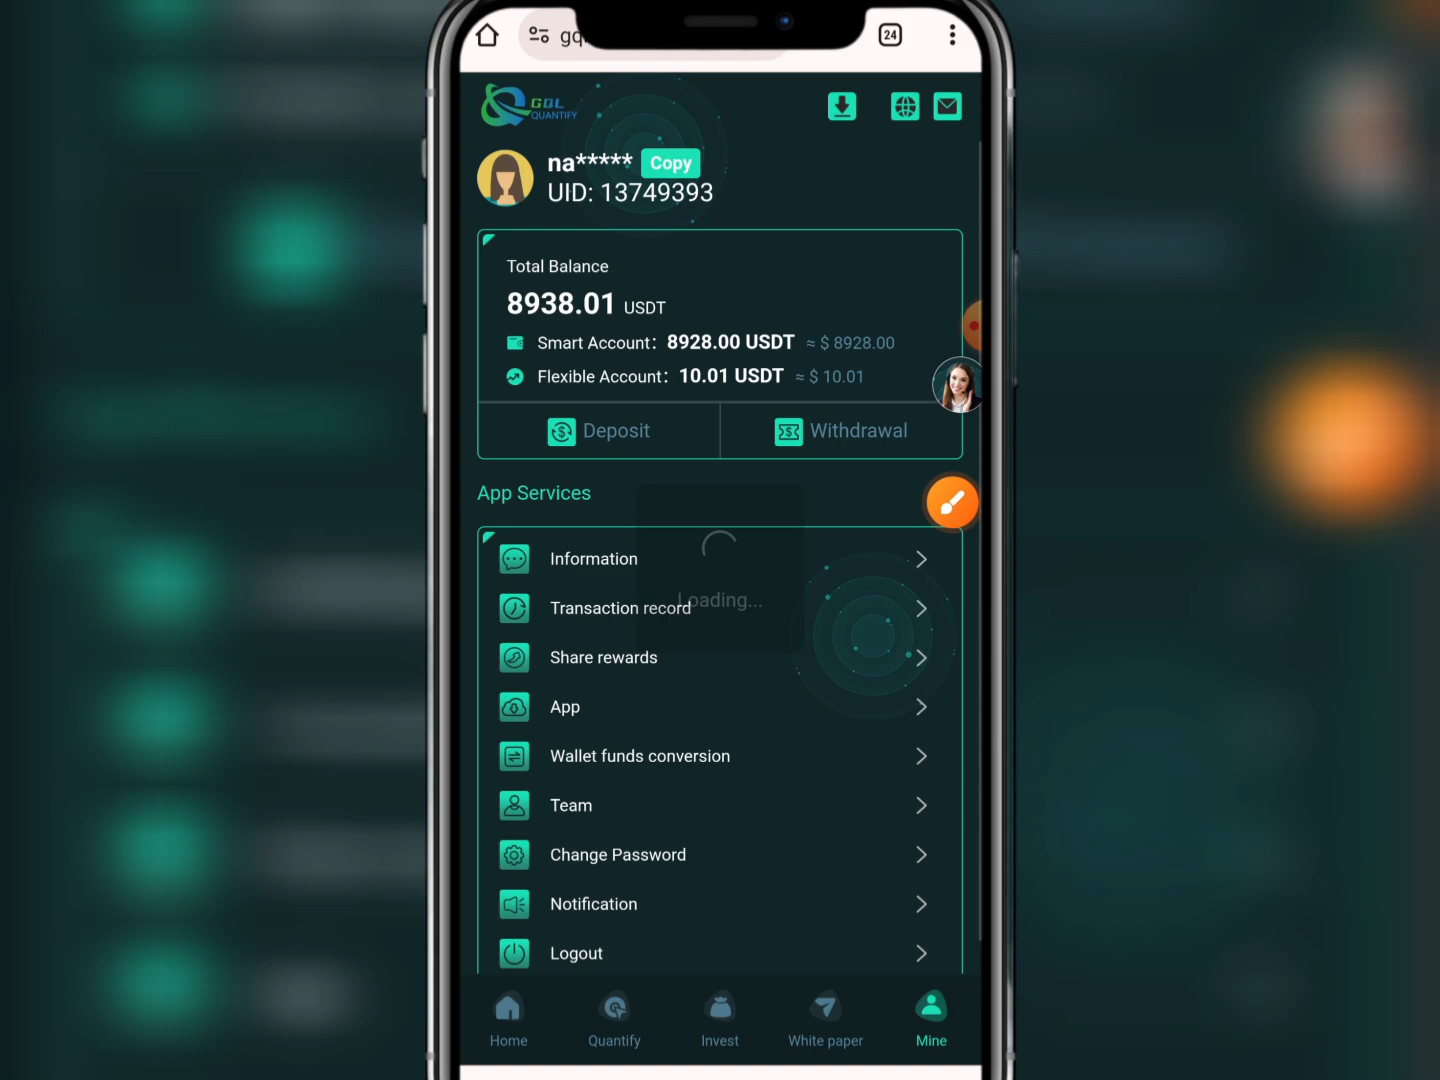 gq
24
GQL
QUANTIFY
na***** Copy
UID: 13749393
Total Balance
8938.01 USDT
Smart Account: 8928.00 USDT ≈ $ 8928.00
Flexible Account: 10.01 USDT ≈ $ 10.01
Deposit Withdrawal
App Services
Information
Loading...
Transaction record
Share rewards
App
Wallet funds conversion
Team
Change Password
Notification
Logout
Home Quantify Invest White paper Mine